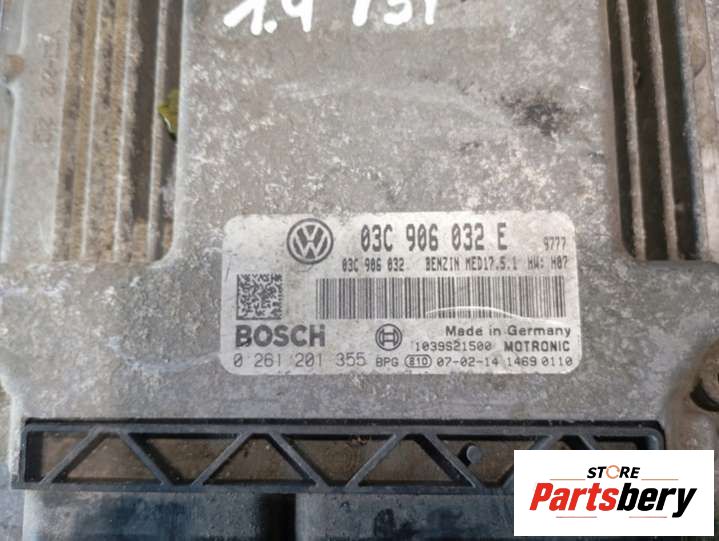 1.4 TSI
03C 906 032 E 9777
03C 906 032 BENZIN MED17.5.1 HW: H07
BOSCH
Made in Germany
1039S21500 MOTRONIC
0 261 201 355 BPG 810 07-02-14 1469 0110
STORE
Partsbery